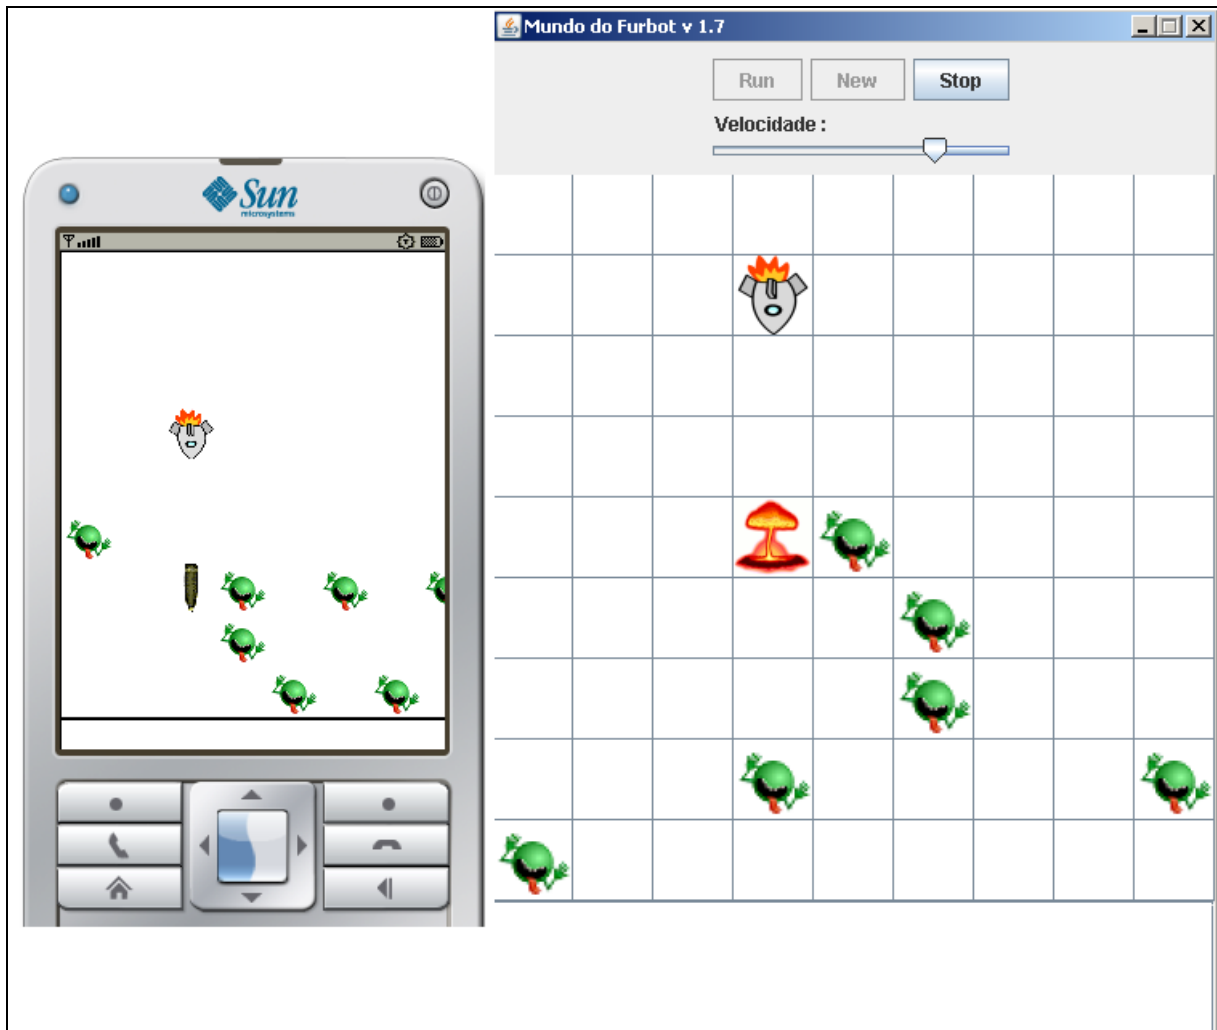 Mundo do Furbot v 1.7
Run New Stop
Velocidade :
Sun
microsystems